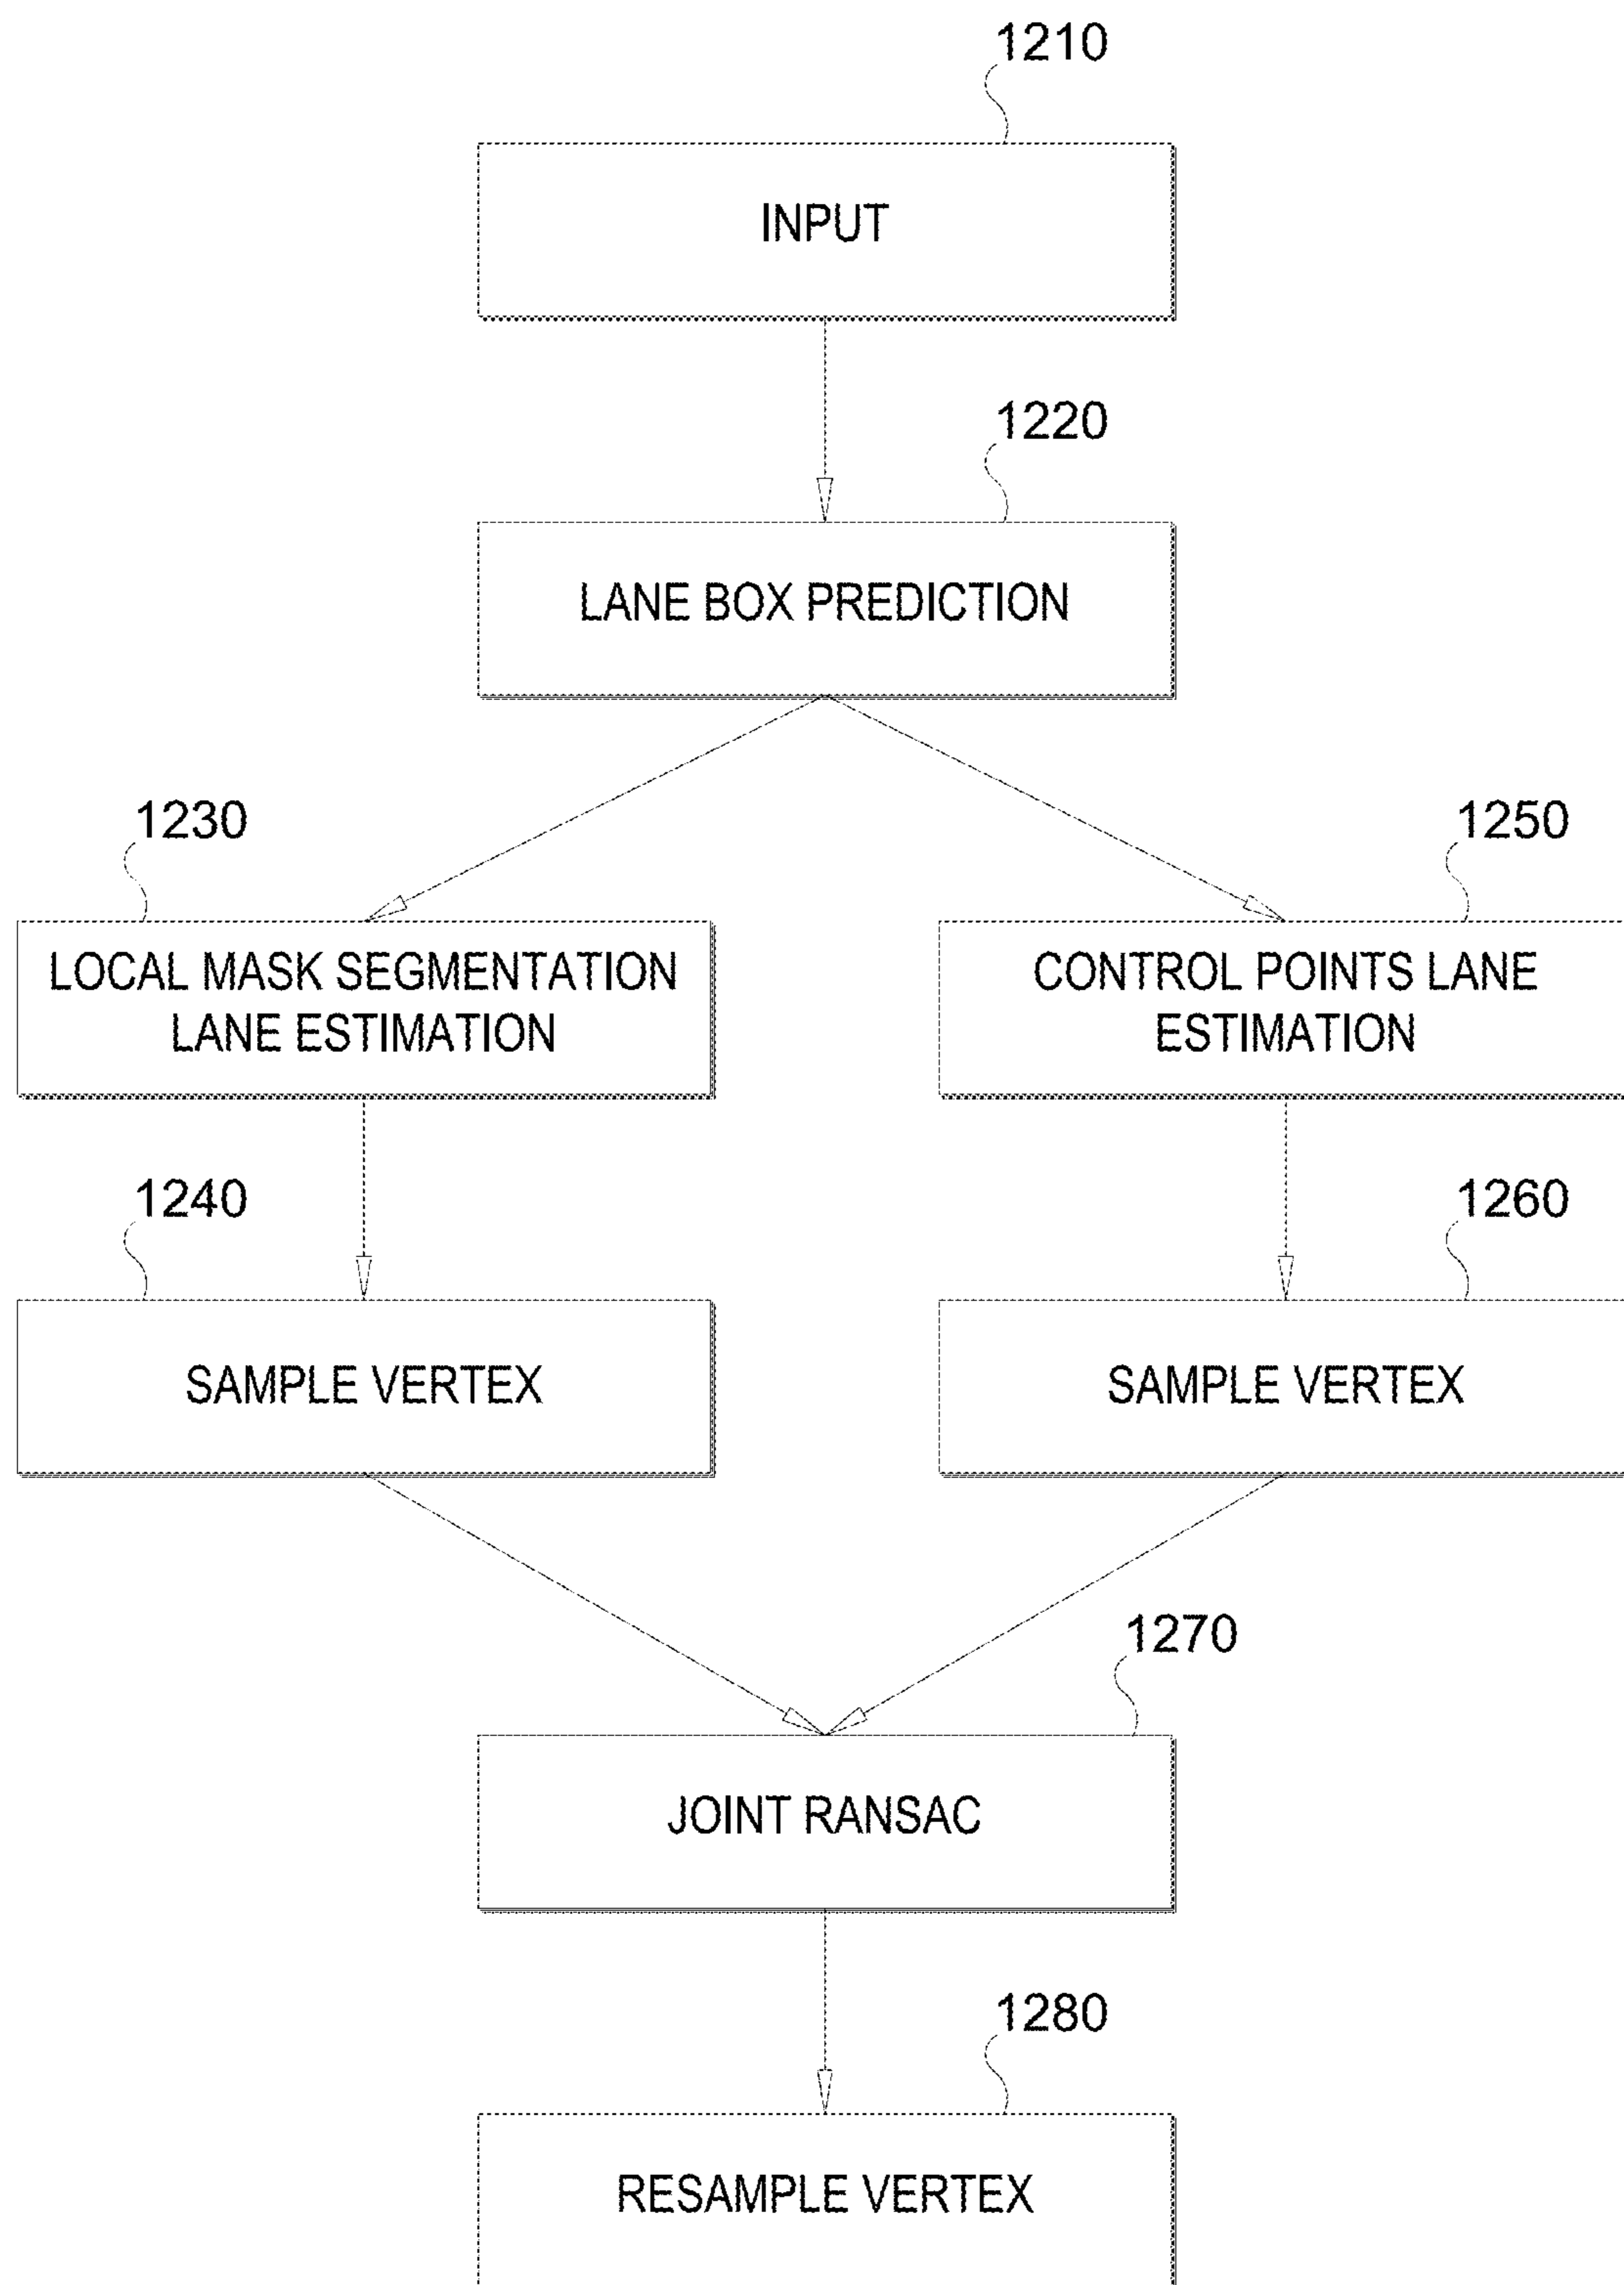 1210
INPUT
1220
LANE BOX PREDICTION
1230
LOCAL MASK SEGMENTATION
LANE ESTIMATION
1250
CONTROL POINTS LANE
ESTIMATION
1240
SAMPLE VERTEX
1260
SAMPLE VERTEX
1270
JOINT RANSAC
1280
RESAMPLE VERTEX